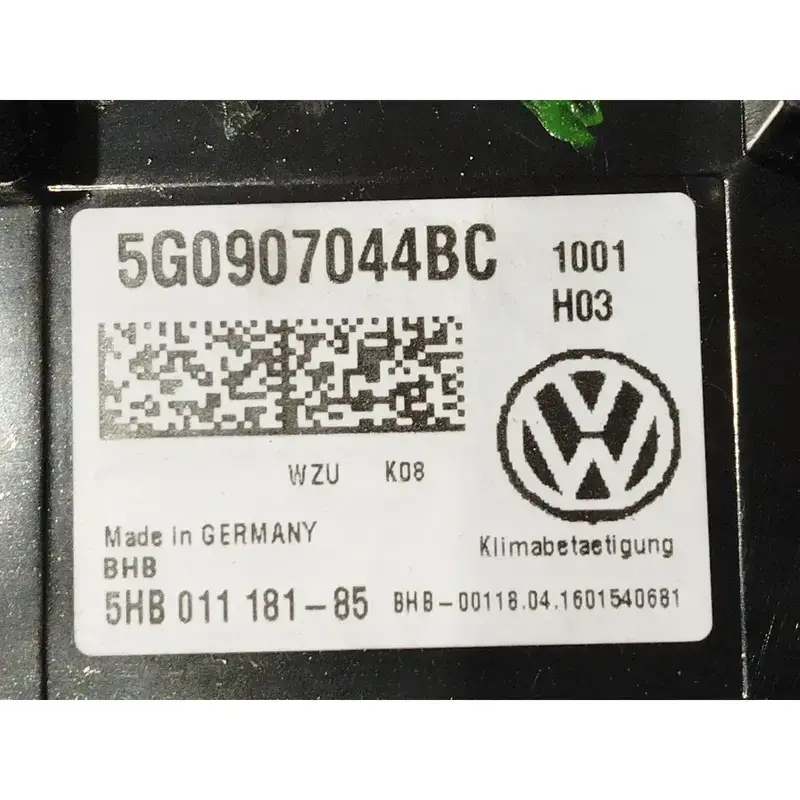 5G0907044BC 1001
H03
WZU K08
Made in GERMANY
Klimabetaetigung
BHB
5HB 011 181-85 BHB-00118.04.1601540681